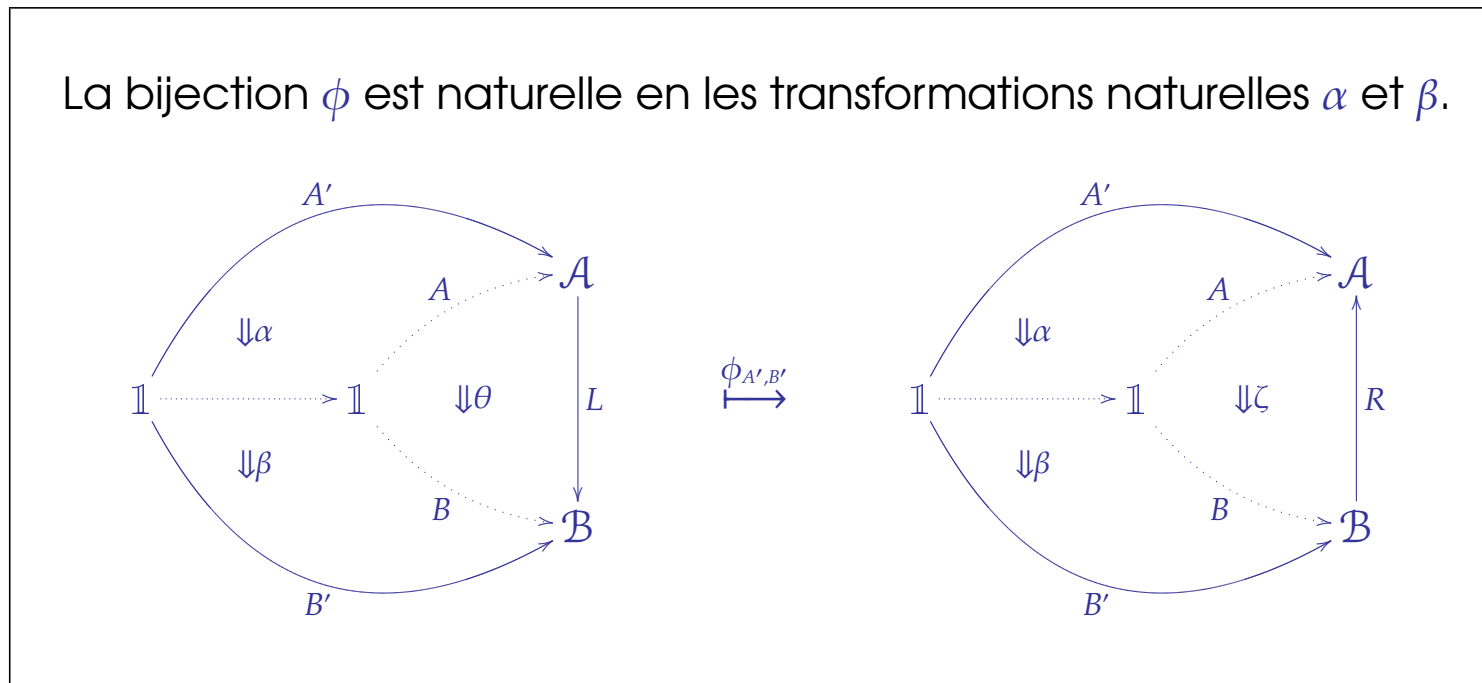 La bijection ϕ est naturelle en les transformations naturelles α et β.
A′ A′
𝒜 𝒜
A A
⇓α ⇓α
𝟙 𝟙 ⇓θ L ϕ_{A′,B′} 𝟙 𝟙 ⇓ζ R
⇓β ⇓β
B B
ℬ ℬ
B′ B′